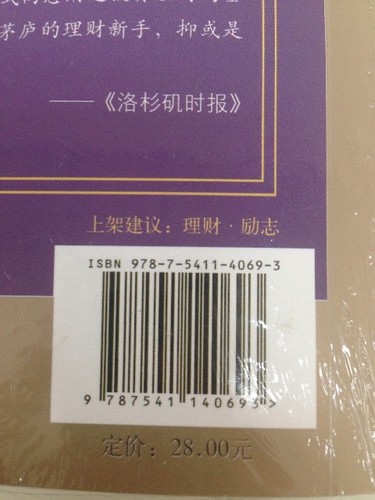 茅庐的理财新手，抑或是
——《洛杉矶时报》
上架建议：理财·励志
ISBN 978-7-5411-4069-3
9 787541 140693>
定价：28.00元